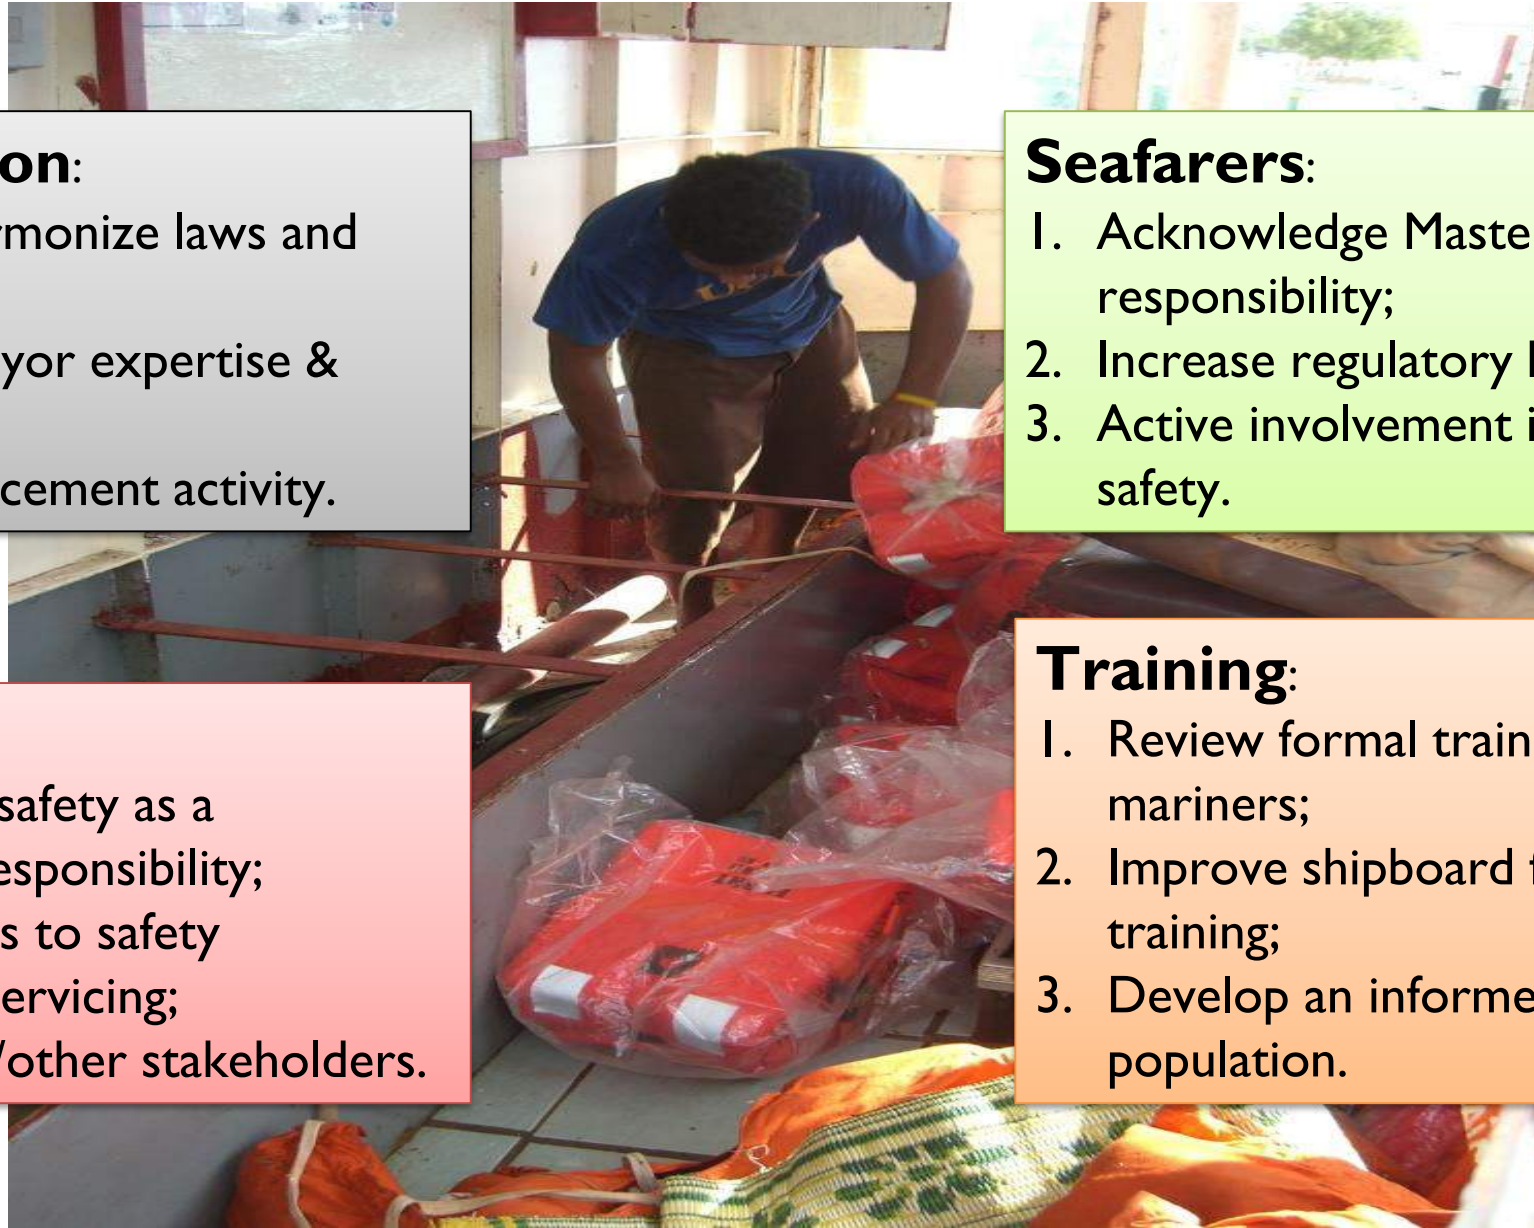 on:
rmonize laws and
yor expertise &
cement activity.
safety as a
esponsibility;
s to safety
ervicing;
/other stakeholders.
Seafarers:
1. Acknowledge Maste
responsibility;
2. Increase regulatory
3. Active involvement i
safety.
Training:
1. Review formal train
mariners;
2. Improve shipboard
training;
3. Develop an informe
population.